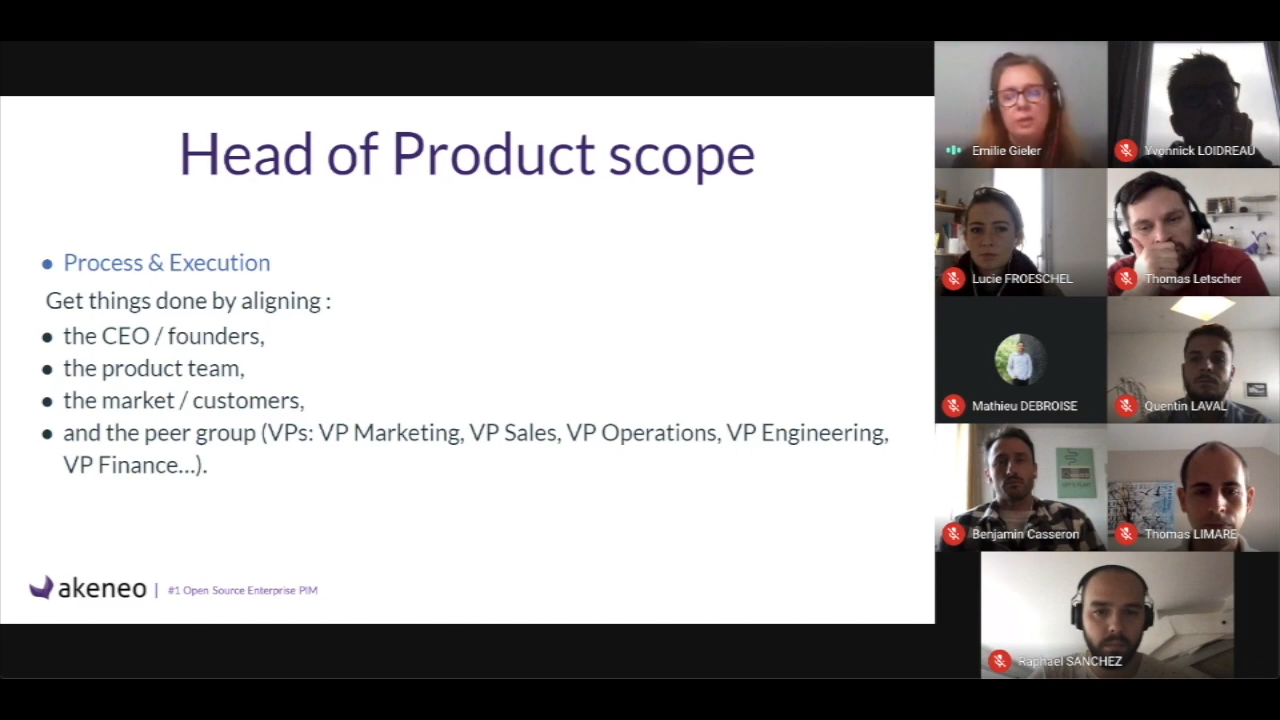 Head of Product scope
• Process & Execution
Get things done by aligning :
• the CEO / founders,
• the product team,
• the market / customers,
• and the peer group (VPs: VP Marketing, VP Sales, VP Operations, VP Engineering,
VP Finance...).
akeneo | #1 Open Source Enterprise PIM
Emilie Gieler
Yvonnick LOIDREAU
Lucie FROESCHEL
Thomas Letscher
Mathieu DEBROISE
Quentin LAVAL
Benjamin Casseron
Thomas LIMARE
Raphael SANCHEZ